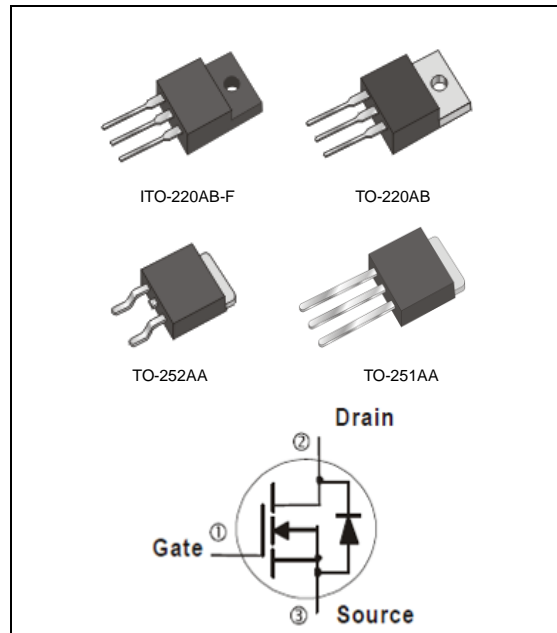 ITO-220AB-F
TO-220AB
TO-252AA
TO-251AA
Drain
②
①
Gate
③
Source